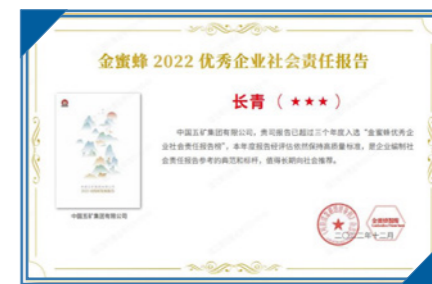 金蜜蜂 2022 优秀企业社会责任报告
长青（★★★）
中国五矿集团有限公司，贵司报告已超过三个年度入选“金蜜蜂优秀企
业社会责任报告榜”，本年度报告经评估依然保持高质量标准，是企业编制社
会责任报告参考的典范和标杆，值得长期向社会推荐。
中国五矿集团有限公司
二〇二二年十二月